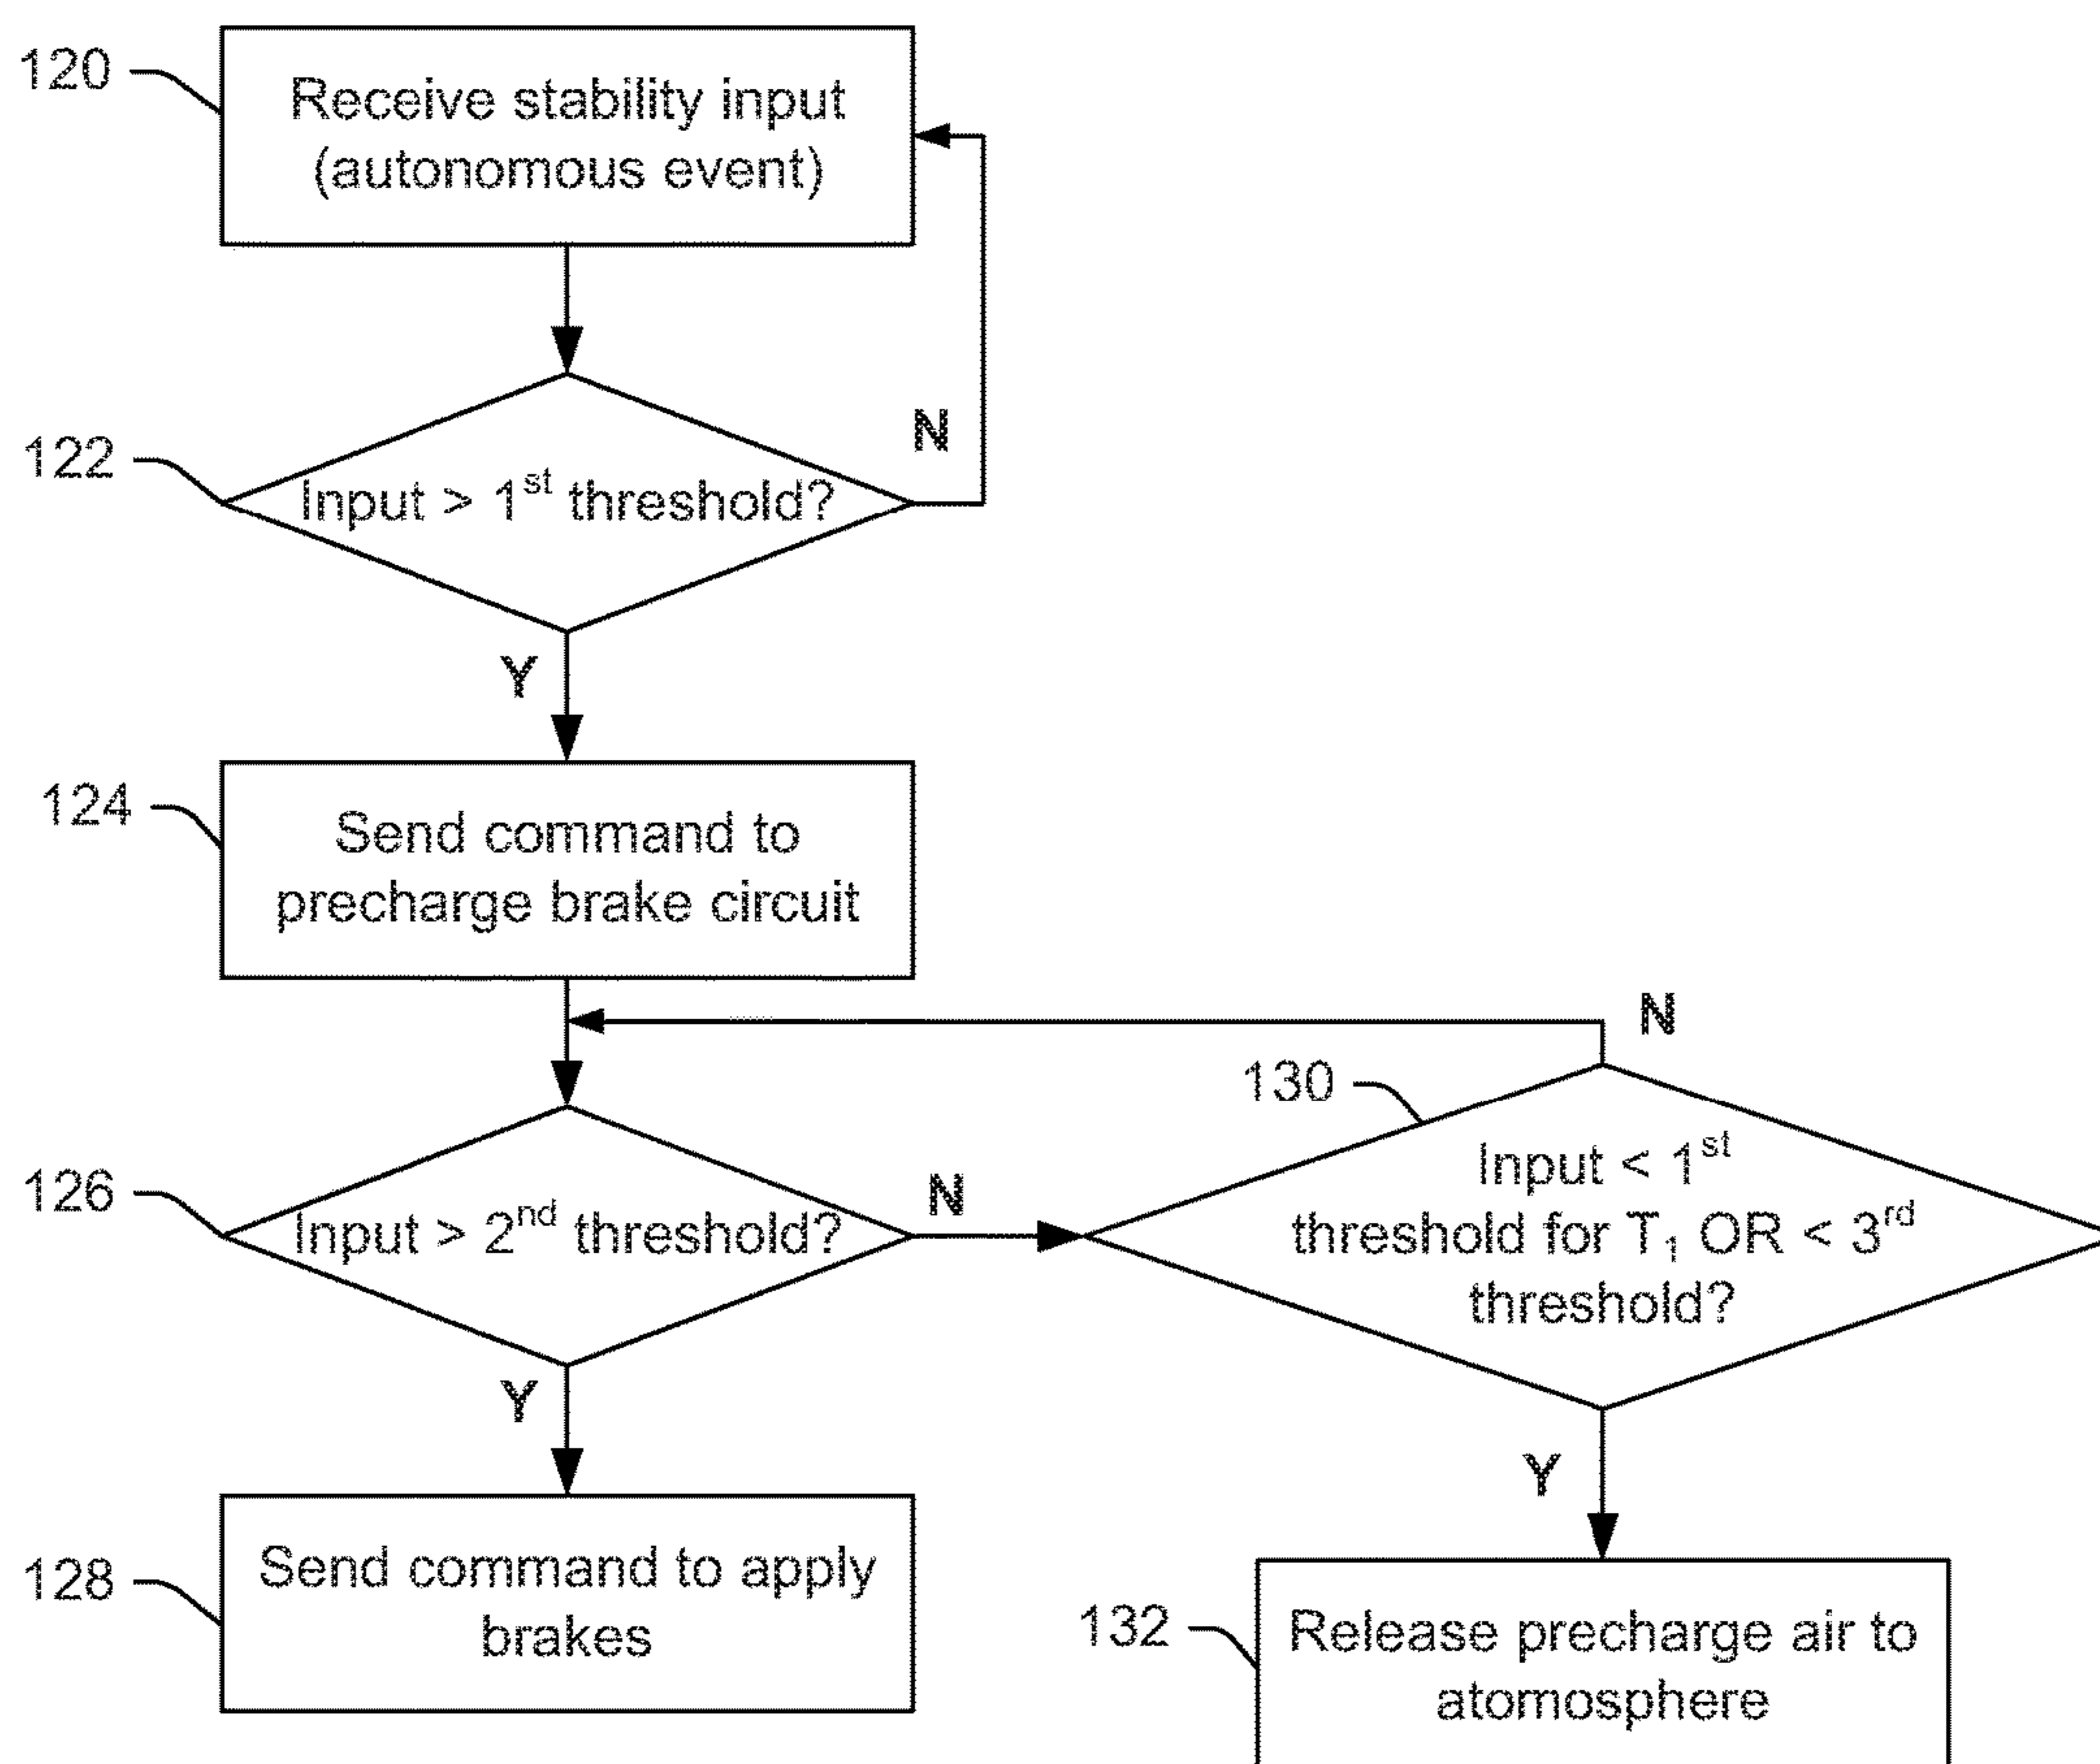 120
Receive stability input
(autonomous event)
122
Input > 1st threshold?
N
Y
124
Send command to
precharge brake circuit
N
130
126
Input > 2nd threshold?
N
Input < 1st
threshold for T1 OR < 3rd
threshold?
Y
Y
128
Send command to apply
brakes
132
Release precharge air to
atomosphere